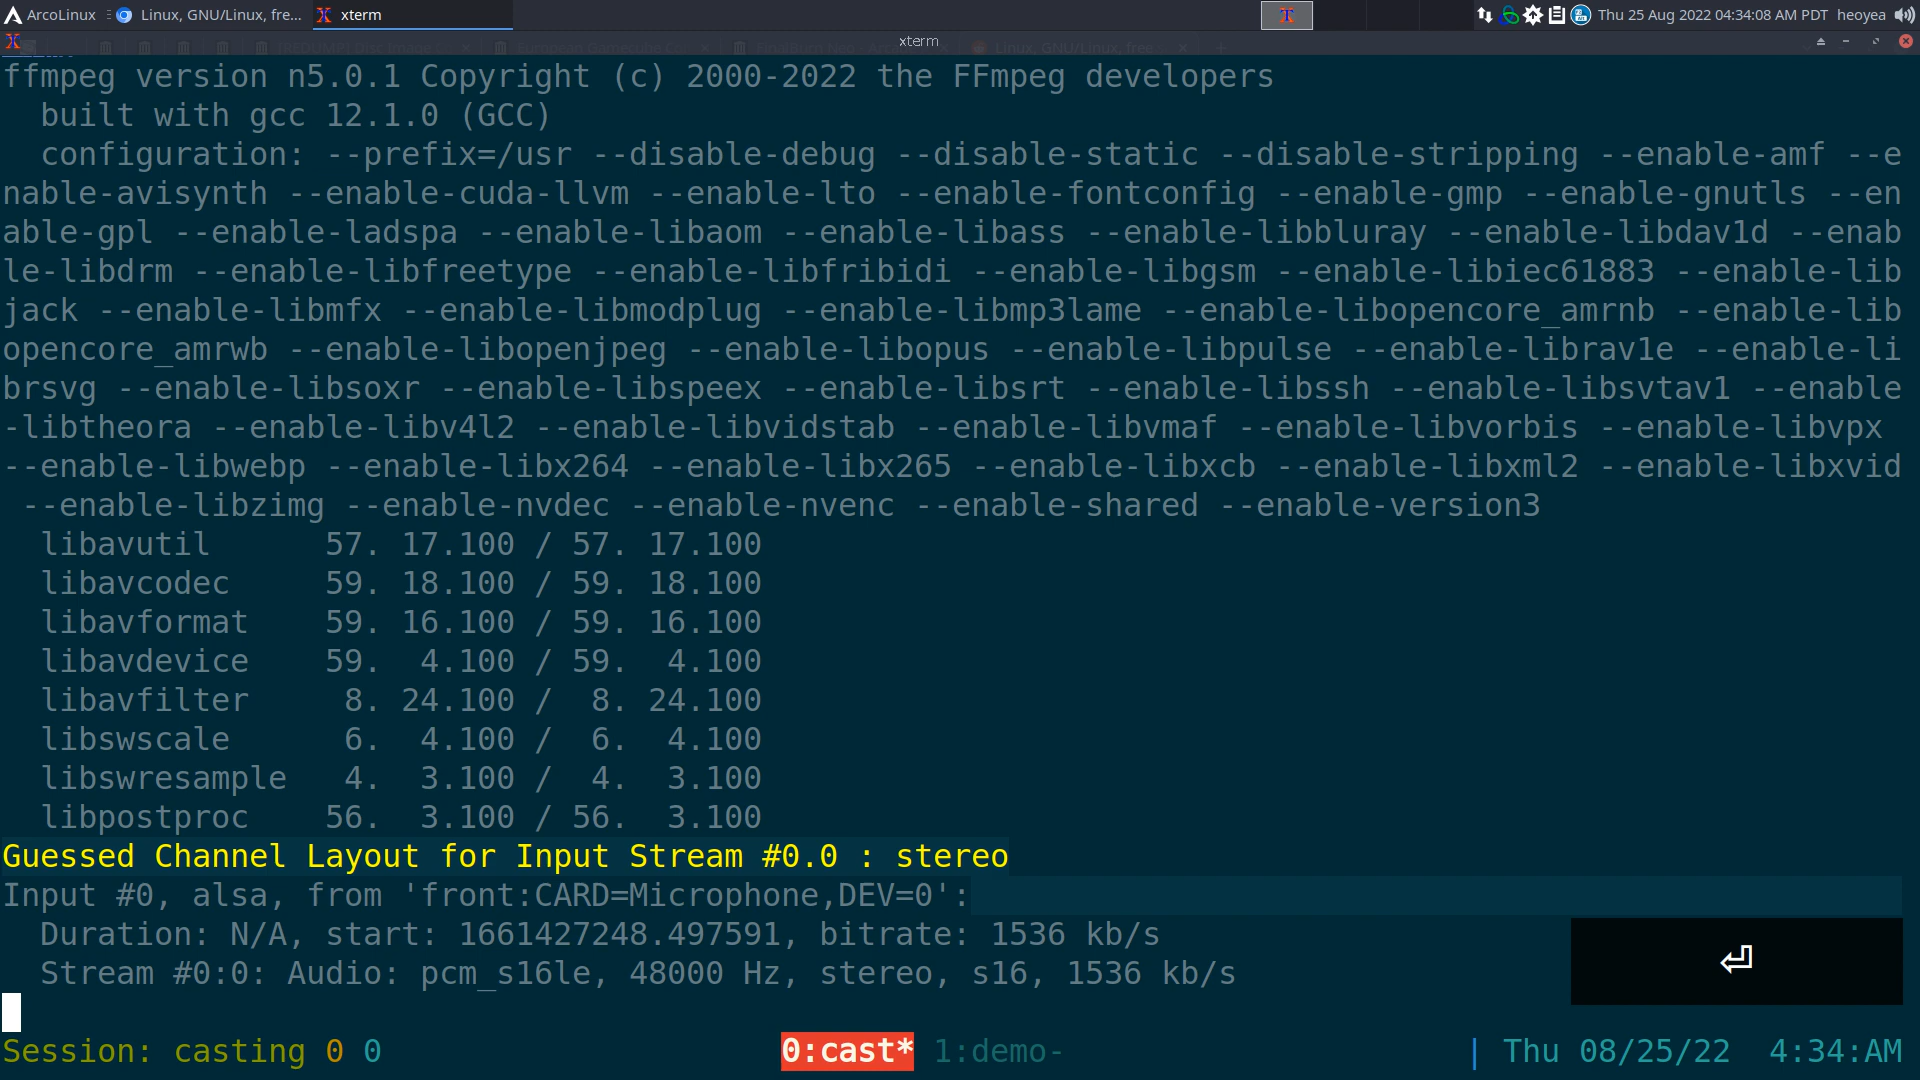 ArcoLinux
Linux, GNU/Linux, fre...
xterm
Thu 25 Aug 2022 04:34:08 AM PDT heoyea
xterm
ffmpeg version n5.0.1 Copyright (c) 2000-2022 the FFmpeg developers
built with gcc 12.1.0 (GCC)
configuration: --prefix=/usr --disable-debug --disable-static --disable-stripping --enable-amf --e
nable-avisynth --enable-cuda-llvm --enable-lto --enable-fontconfig --enable-gmp --enable-gnutls --en
able-gpl --enable-ladspa --enable-libaom --enable-libass --enable-libbluray --enable-libdav1d --enab
le-libdrm --enable-libfreetype --enable-libfribidi --enable-libgsm --enable-libiec61883 --enable-lib
jack --enable-libmfx --enable-libmodplug --enable-libmp3lame --enable-libopencore_amrnb --enable-lib
opencore_amrwb --enable-libopenjpeg --enable-libopus --enable-libpulse --enable-librav1e --enable-li
brsvg --enable-libsoxr --enable-libspeex --enable-libsrt --enable-libssh --enable-libsvtav1 --enable
-libtheora --enable-libv4l2 --enable-libvidstab --enable-libvmaf --enable-libvorbis --enable-libvpx
--enable-libwebp --enable-libx264 --enable-libx265 --enable-libxcb --enable-libxml2 --enable-libxvid
--enable-libzimg --enable-nvdec --enable-nvenc --enable-shared --enable-version3
libavutil 57. 17.100 / 57. 17.100
libavcodec 59. 18.100 / 59. 18.100
libavformat 59. 16.100 / 59. 16.100
libavdevice 59. 4.100 / 59. 4.100
libavfilter 8. 24.100 / 8. 24.100
libswscale 6. 4.100 / 6. 4.100
libswresample 4. 3.100 / 4. 3.100
libpostproc 56. 3.100 / 56. 3.100
Guessed Channel Layout for Input Stream #0.0 : stereo
Input #0, alsa, from 'front:CARD=Microphone,DEV=0':
Duration: N/A, start: 1661427248.497591, bitrate: 1536 kb/s
Stream #0:0: Audio: pcm_s16le, 48000 Hz, stereo, s16, 1536 kb/s
Session: casting 0 0 0:cast* 1:demo- | Thu 08/25/22 4:34:AM